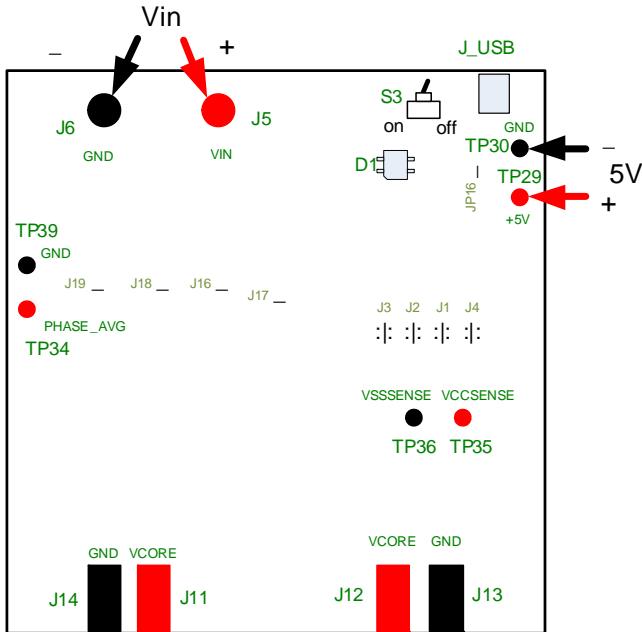 Vin
– +
J_USB
S3
J6 J5
on off
GND
GND VIN
TP30 –
D1
TP29 5V
JP16
+
+5V
TP39
GND
J19 J18 J16 J17
J3 J2 J1 J4
PHASE_AVG
TP34
VSSSENSE VCCSENSE
TP36 TP35
GND VCORE VCORE GND
J14 J11 J12 J13